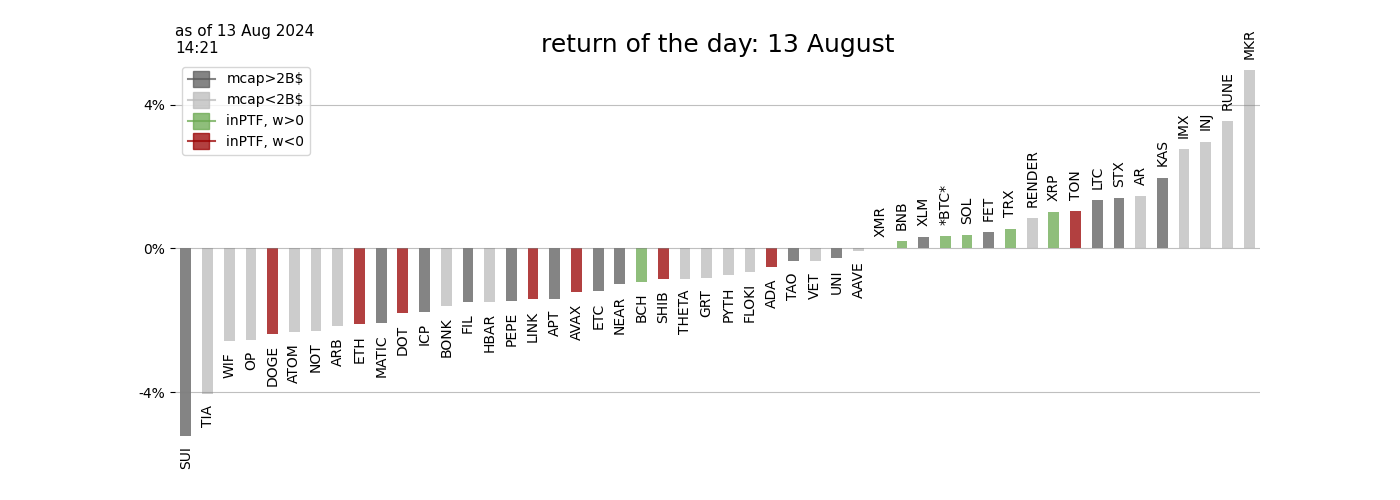 as of 13 Aug 2024
14:21
return of the day: 13 August
mcap>2B$
mcap<2B$
inPTF, w>0
inPTF, w<0
4%
0%
-4%
SUI
TIA
WIF
OP
DOGE
ATOM
NOT
ARB
ETH
MATIC
DOT
ICP
BONK
FIL
HBAR
PEPE
LINK
APT
AVAX
ETC
NEAR
BCH
SHIB
THETA
GRT
PYTH
FLOKI
ADA
TAO
VET
UNI
AAVE
XMR
BNB
XLM
*BTC*
SOL
FET
TRX
RENDER
XRP
TON
LTC
STX
AR
KAS
IMX
INJ
RUNE
MKR